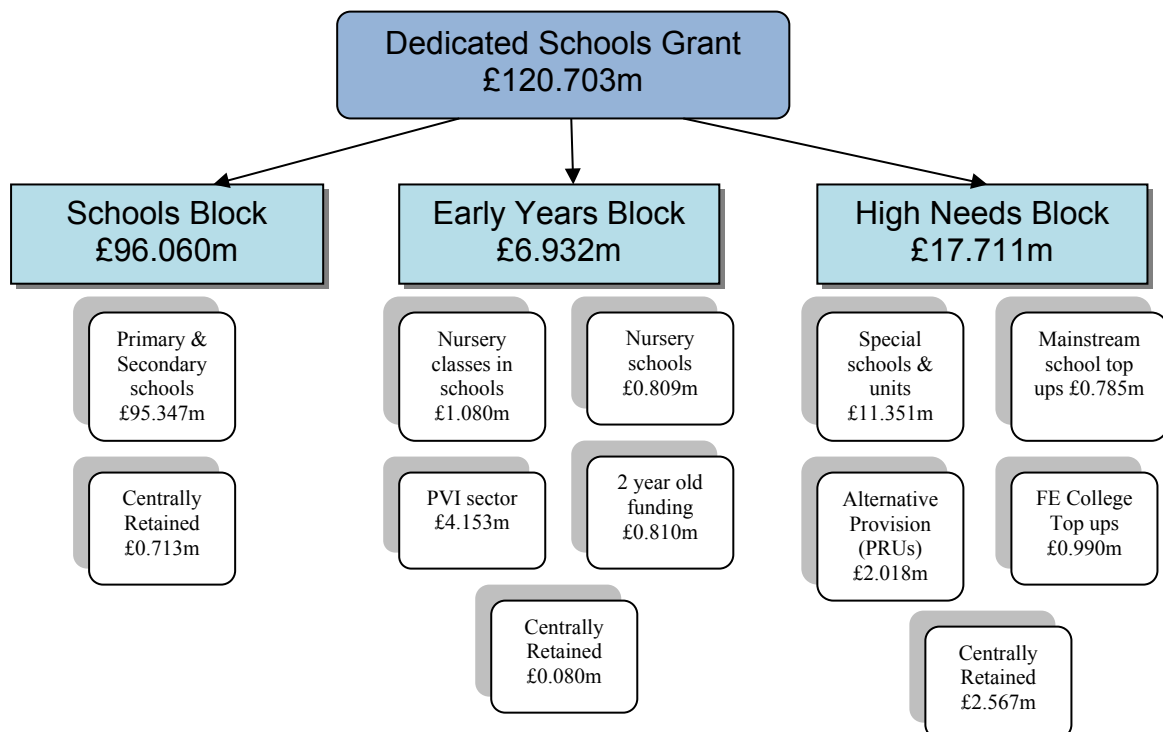 Dedicated Schools Grant
£120.703m
Schools Block
£96.060m
Early Years Block
£6.932m
High Needs Block
£17.711m
Primary &
Secondary
schools
£95.347m
Centrally
Retained
£0.713m
Nursery
classes in
schools
£1.080m
Nursery
schools
£0.809m
PVI sector
£4.153m
2 year old
funding
£0.810m
Centrally
Retained
£0.080m
Special
schools &
units
£11.351m
Mainstream
school top
ups £0.785m
Alternative
Provision
(PRUs)
£2.018m
FE College
Top ups
£0.990m
Centrally
Retained
£2.567m